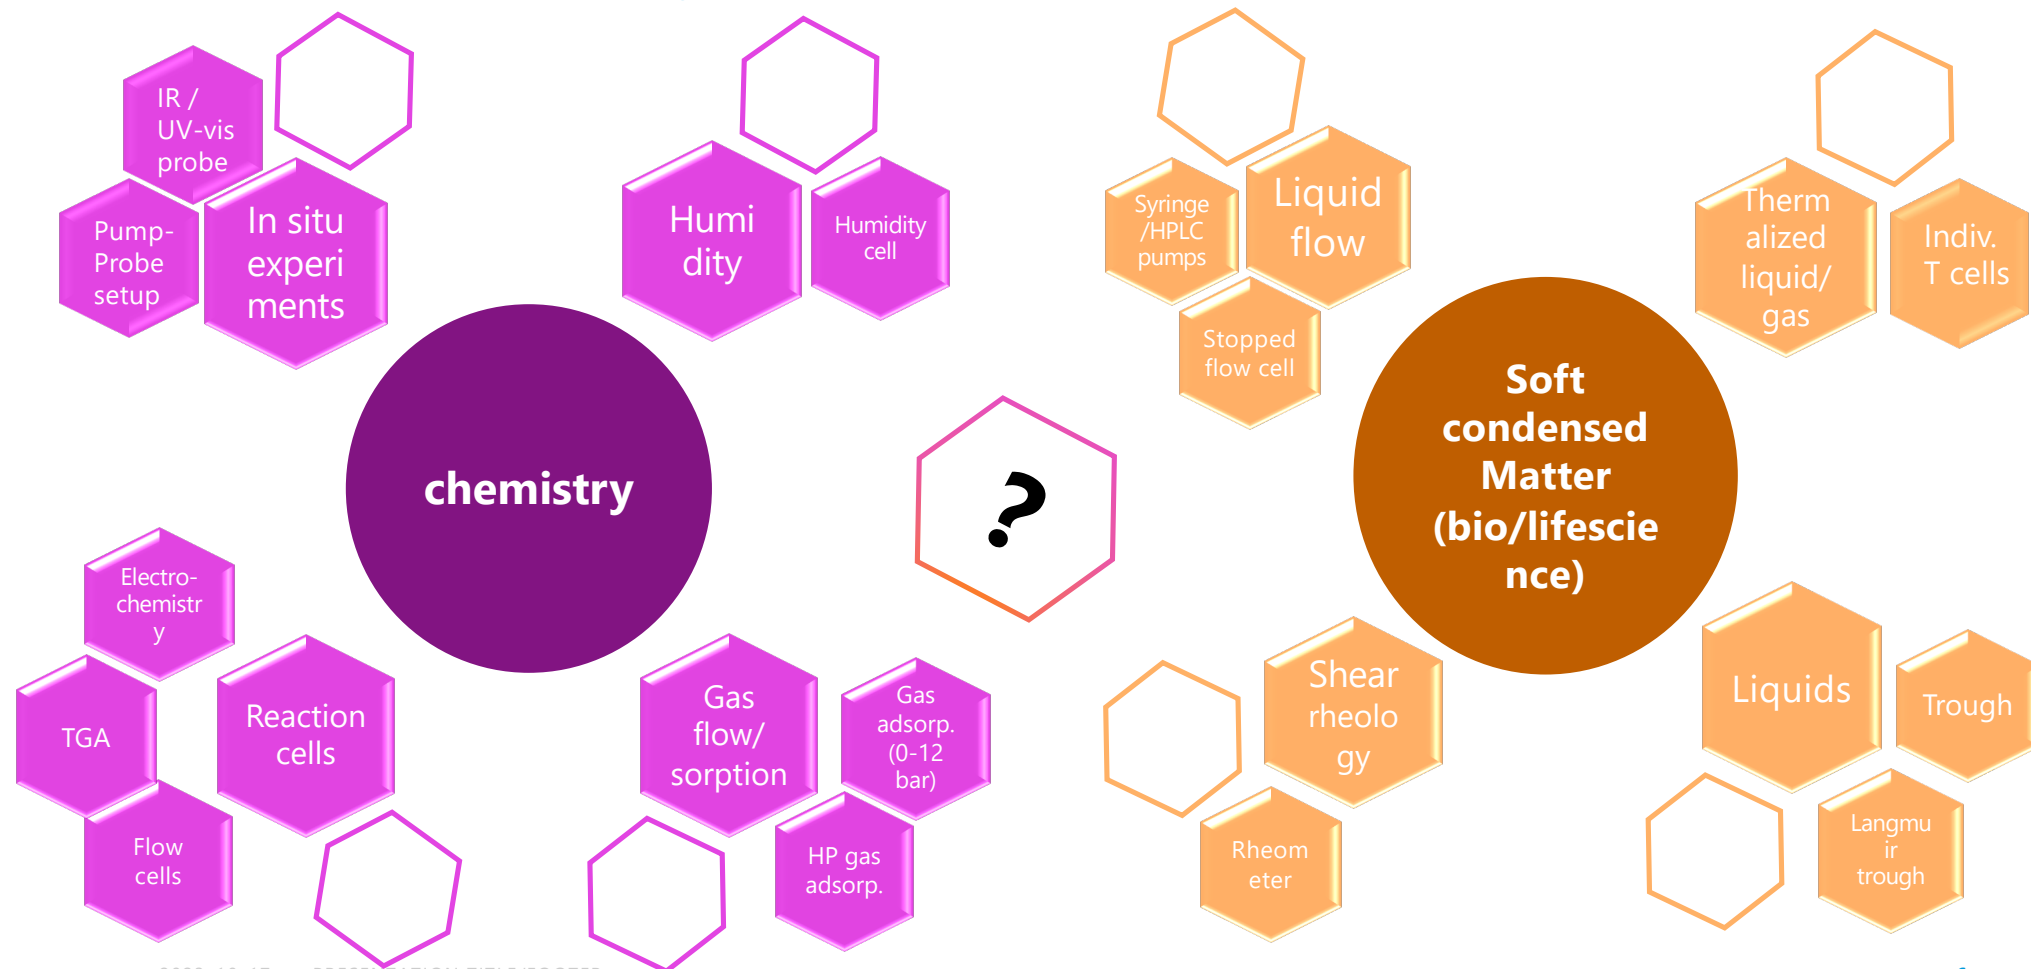 IR /
UV-vis
probe
Pump-
Probe
setup
In situ
experi
ments
Humi
dity
Humidity
cell
Syringe
/HPLC
pumps
Liquid
flow
Stopped
flow cell
Therm
alized
liquid/
gas
Indiv.
T cells
chemistry
?
Soft
condensed
Matter
(bio/lifescie
nce)
Electro-
chemistr
y
TGA
Reaction
cells
Flow
cells
Gas
flow/
sorption
Gas
adsorp.
(0-12
bar)
HP gas
adsorp.
Shear
rheolo
gy
Rheom
eter
Liquids
Trough
Langmu
ir
trough